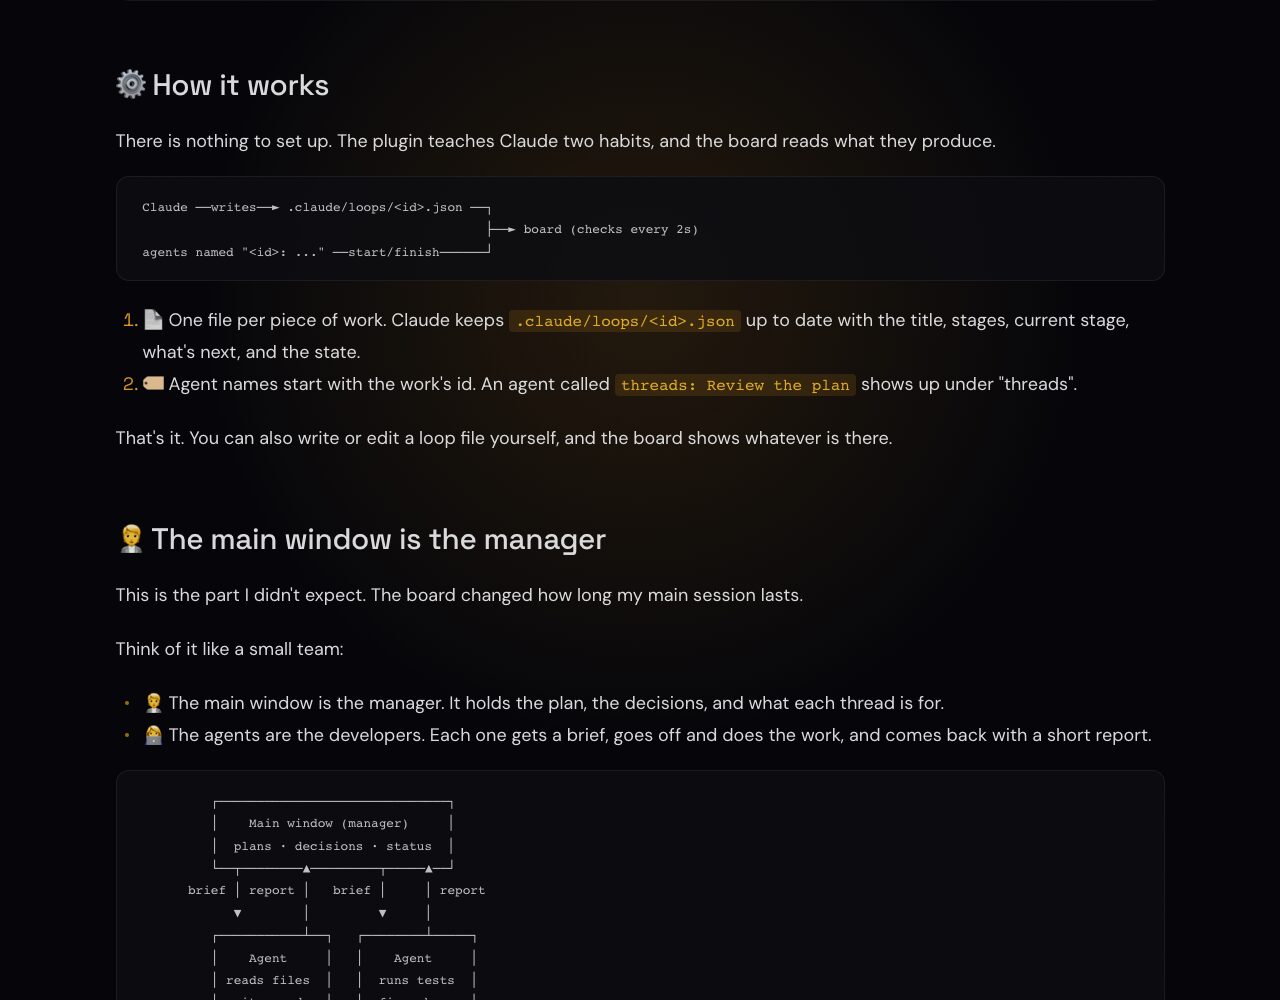 How it works
There is nothing to set up. The plugin teaches Claude two habits, and the board reads what they produce.
Claude ──writes──► .claude/loops/<id>.json ──┐
├──► board (checks every 2s)
agents named "<id>: ..." ──start/finish──────┘
1. One file per piece of work. Claude keeps .claude/loops/<id>.json up to date with the title, stages, current stage,
what's next, and the state.
2. Agent names start with the work's id. An agent called threads: Review the plan shows up under "threads".
That's it. You can also write or edit a loop file yourself, and the board shows whatever is there.
The main window is the manager
This is the part I didn't expect. The board changed how long my main session lasts.
Think of it like a small team:
• The main window is the manager. It holds the plan, the decisions, and what each thread is for.
• The agents are the developers. Each one gets a brief, goes off and does the work, and comes back with a short report.
Main window (manager)
plans · decisions · status
brief │ report │ brief │ │ report
Agent Agent
reads files runs tests